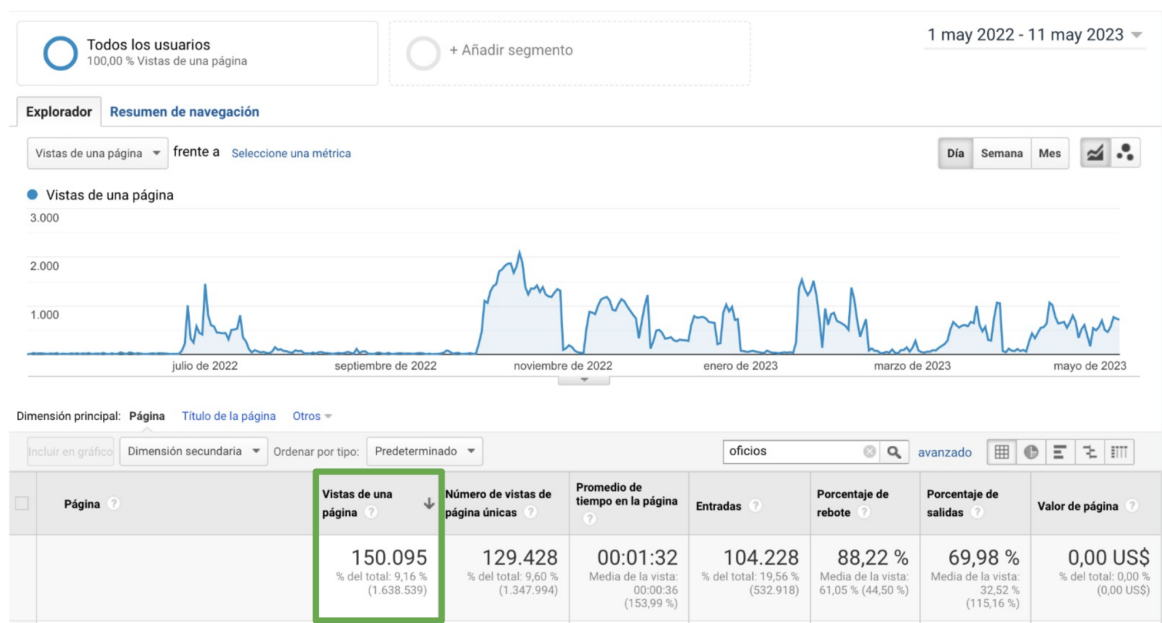 Todos los usuarios
100,00 % Vistas de una página
+ Añadir segmento
1 may 2022 - 11 may 2023
Explorador
Resumen de navegación
Vistas de una página
frente a
Seleccione una métrica
Día
Semana
Mes
Vistas de una página
3.000
2.000
1.000
julio de 2022
septiembre de 2022
noviembre de 2022
enero de 2023
marzo de 2023
mayo de 2023
Dimensión principal:
Página
Título de la página
Otros
Incluir en gráfico
Dimensión secundaria
Ordenar por tipo:
Predeterminado
oficios
avanzado
Página ?
Vistas de una
página ?
Número de vistas de
página únicas ?
Promedio de
tiempo en la página
?
Entradas ?
Porcentaje de
rebote ?
Porcentaje de
salidas ?
Valor de página ?
150.095
% del total: 9,16 %
(1.638.539)
129.428
% del total: 9,60 %
(1.347.994)
00:01:32
Media de la vista:
00:00:36
(153,99 %)
104.228
% del total: 19,56 %
(532.918)
88,22 %
Media de la vista:
61,05 % (44,50 %)
69,98 %
Media de la vista:
32,52 %
(115,16 %)
0,00 US$
% del total: 0,00 %
(0,00 US$)